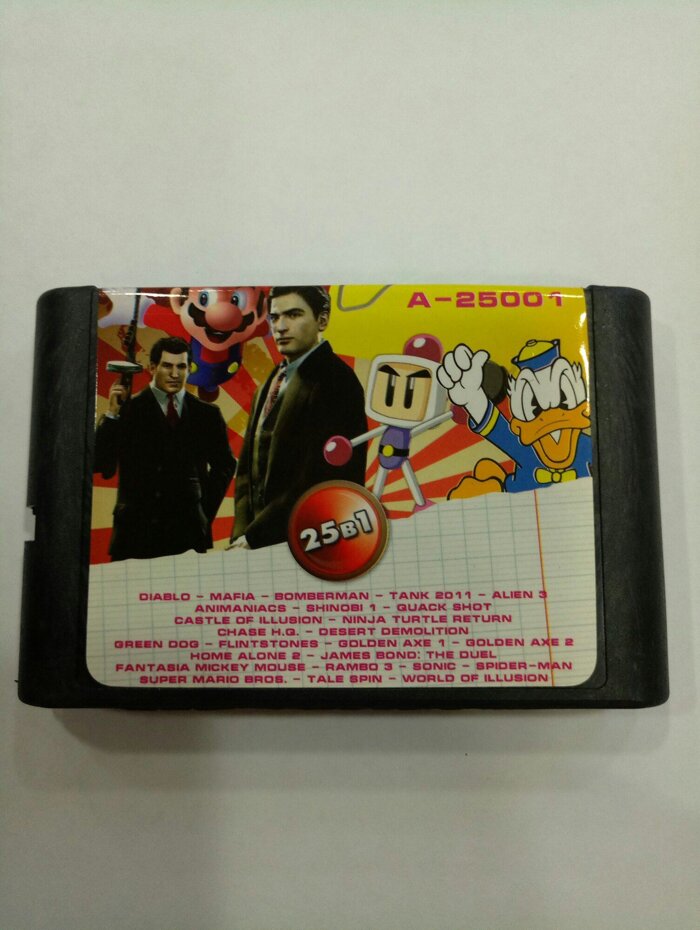 A-25001
25в1
DIABLO - MAFIA - BOMBERMAN - TANK 2011 - ALIEN 3
ANIMANIACS - SHINOBI 1 - QUACK SHOT
CASTLE OF ILLUSION - NINJA TURTLE RETURN
CHASE H.Q. - DESERT DEMOLITION
GREEN DOG - FLINTSTONES - GOLDEN AXE 1 - GOLDEN AXE 2
HOME ALONE 2 - JAMES BOND: THE DUEL
FANTASIA MICKEY MOUSE - RAMBO 3 - SONIC - SPIDER-MAN
SUPER MARIO BROS. - TALE SPIN - WORLD OF ILLUSION